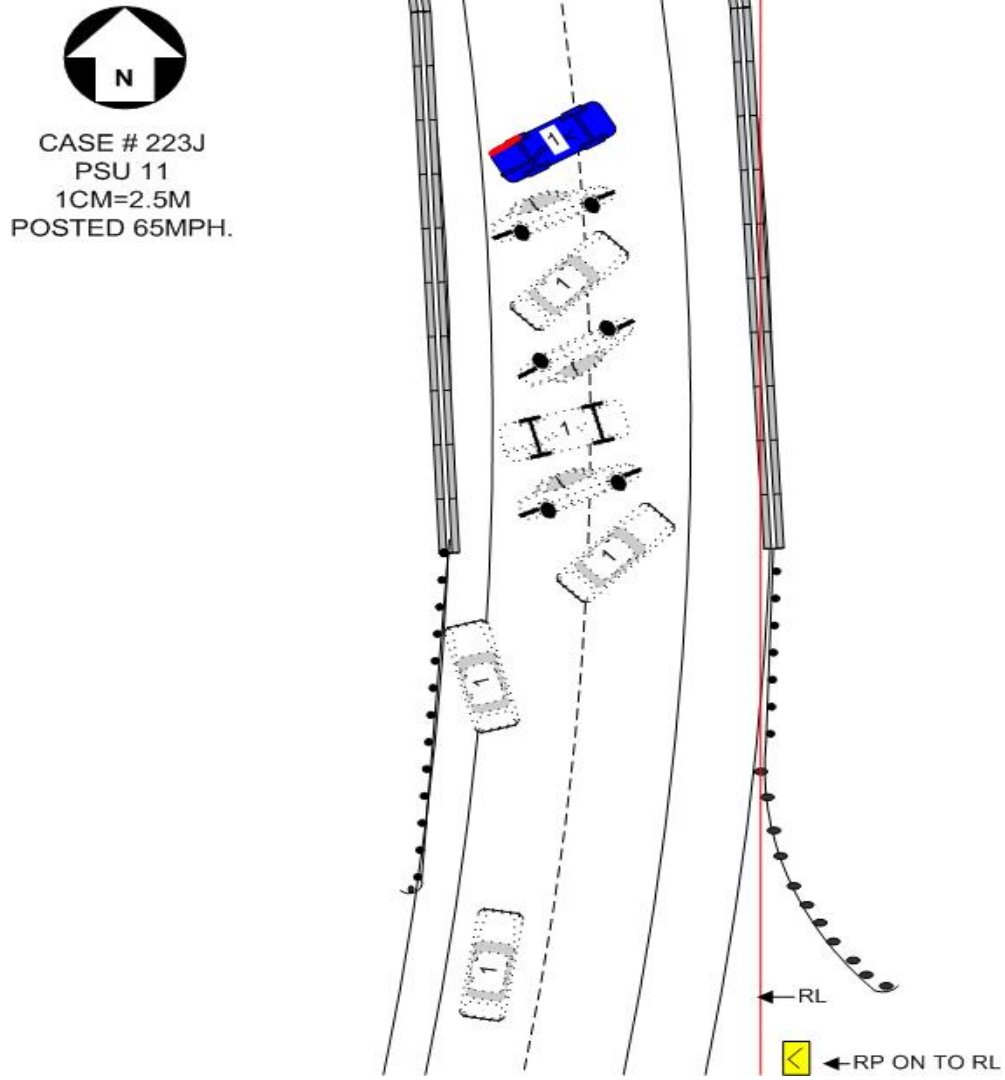 N
CASE # 223J
PSU 11
1CM=2.5M
POSTED 65MPH.
1
1
1
1
1
1
RL
RP ON TO RL